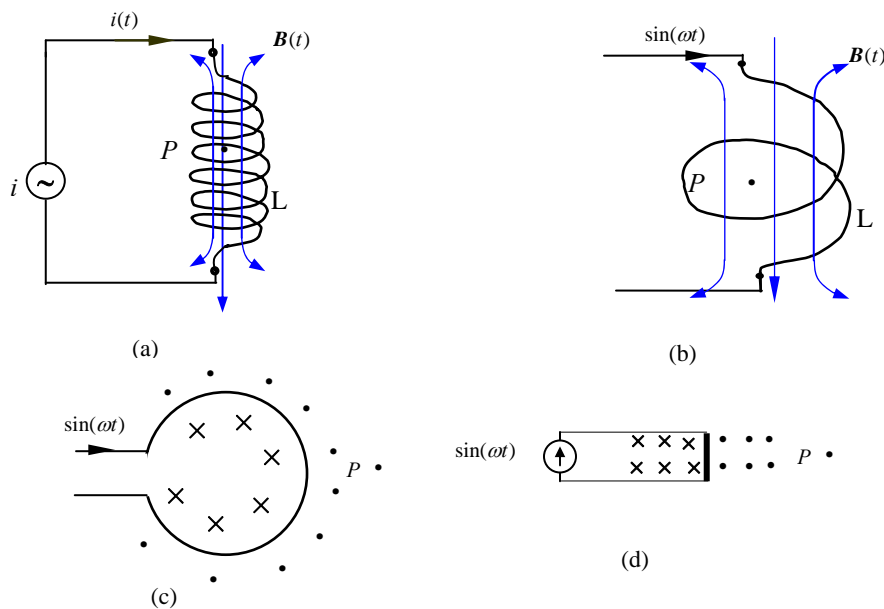 i(t)
B(t)
P
i
~
L
(a)
sin(ωt)
B(t)
P
L
(b)
sin(ωt)
P
(c)
sin(ωt)
P
(d)